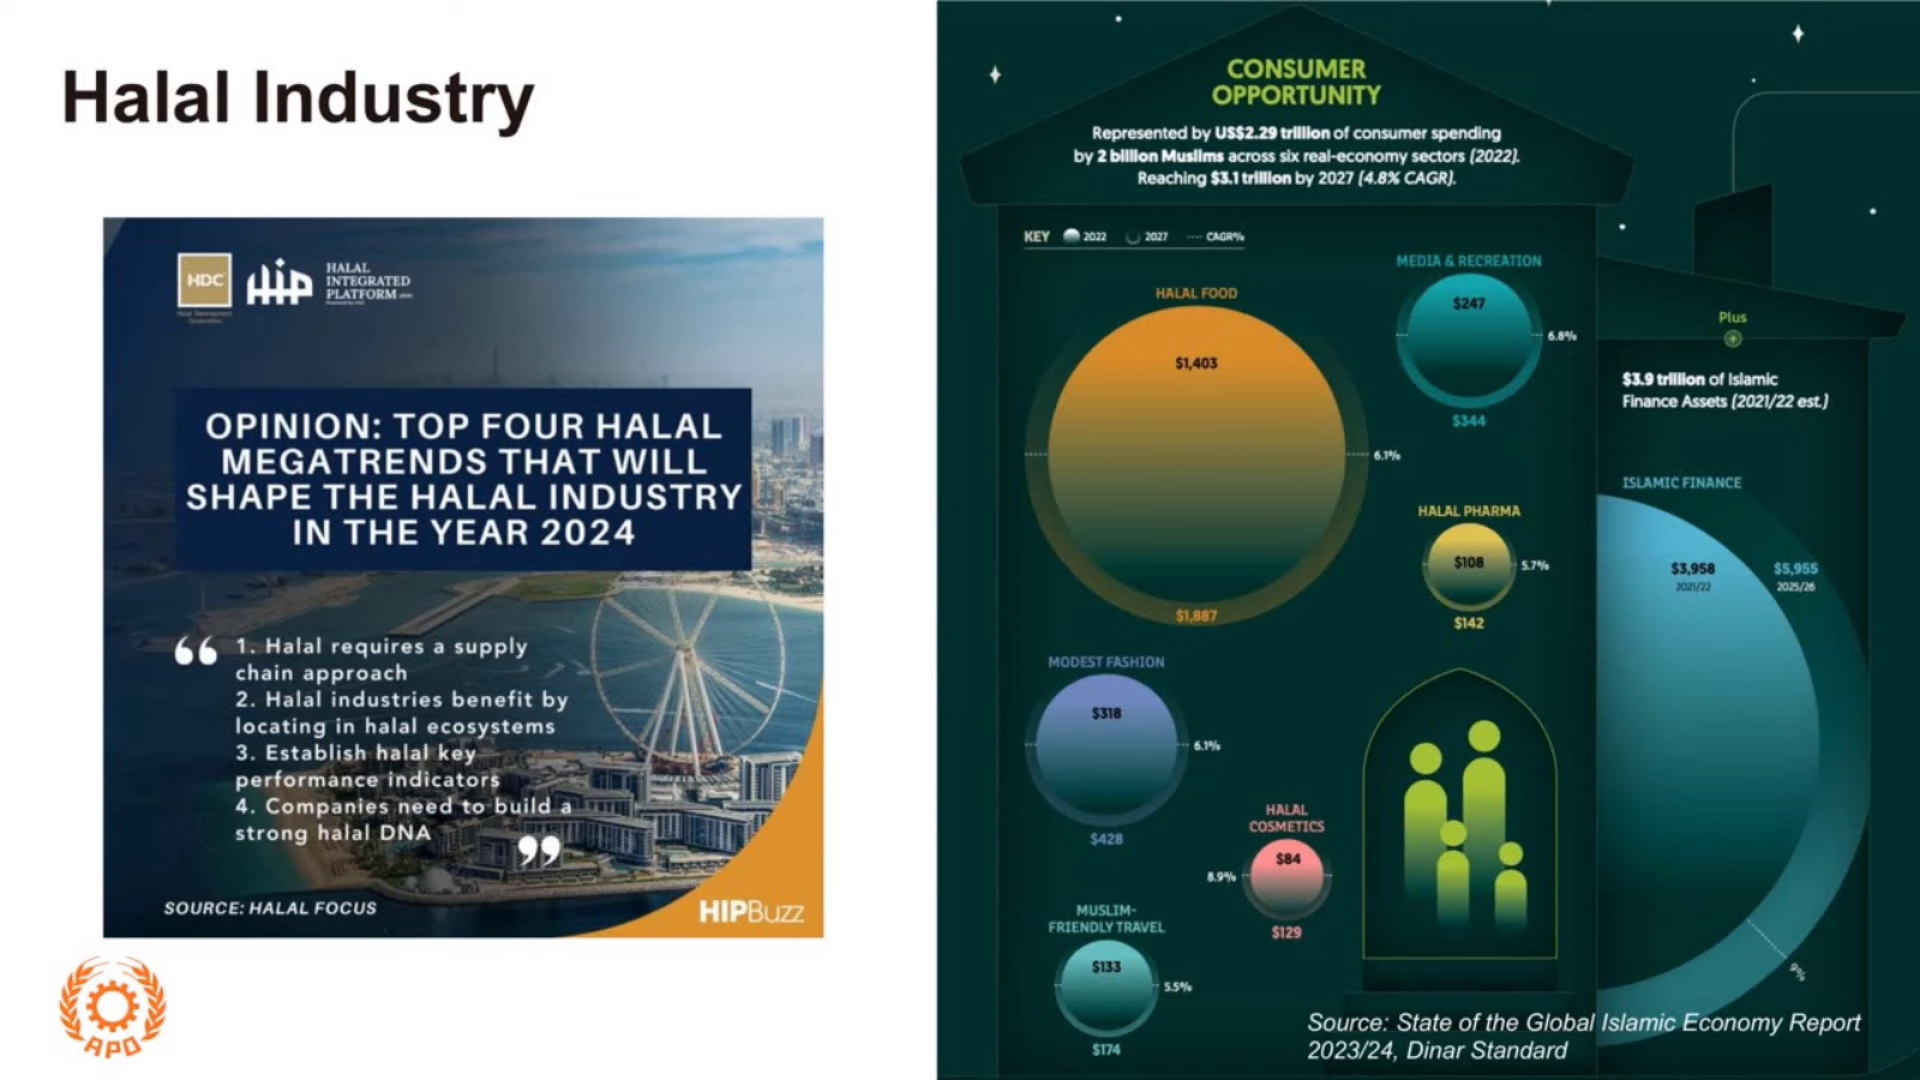 Halal Industry
HDC
HALAL
INTEGRATED
PLATFORM
OPINION: TOP FOUR HALAL
MEGATRENDS THAT WILL
SHAPE THE HALAL INDUSTRY
IN THE YEAR 2024
“ 1. Halal requires a supply
chain approach
2. Halal industries benefit by
locating in halal ecosystems
3. Establish halal key
performance indicators
4. Companies need to build a
strong halal DNA ”
SOURCE: HALAL FOCUS
HIPBuzz
APO
CONSUMER
OPPORTUNITY
Represented by US$2.29 trillion of consumer spending
by 2 billion Muslims across six real-economy sectors (2022).
Reaching $3.1 trillion by 2027 (4.8% CAGR).
KEY 2022 2027 CAGR%
HALAL FOOD
$1,403
6.1%
$1,887
MEDIA & RECREATION
$247
6.8%
$344
HALAL PHARMA
$108
5.7%
$142
MODEST FASHION
$318
6.1%
$428
HALAL
COSMETICS
$84
8.9%
$129
MUSLIM-
FRIENDLY TRAVEL
$133
5.5%
$174
Plus
$3.9 trillion of Islamic
Finance Assets (2021/22 est.)
ISLAMIC FINANCE
$3,958
2021/22
$5,955
2025/26
9%
Source: State of the Global Islamic Economy Report
2023/24, Dinar Standard